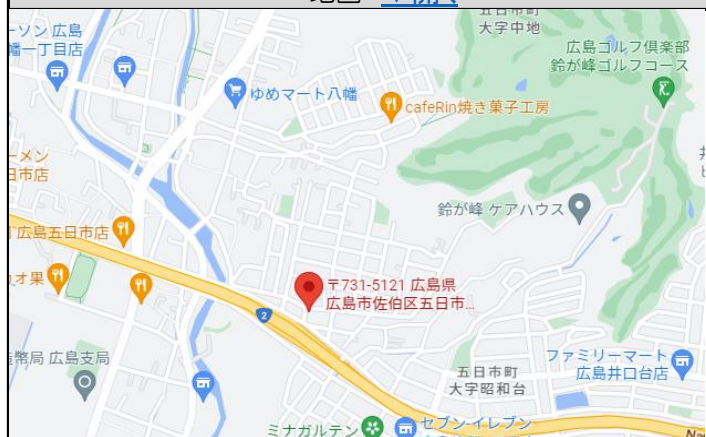 地図
開く
五日市町
大字中地
ーソン 広島
幡一丁目店
広島ゴルフ倶楽部
鈴が峰ゴルフコース
ゆめマート八幡
cafeRin焼き菓子工房
ーメン
日市店
鈴が峰 ケアハウス
広島五日市店
オ果
〒731-5121 広島県
広島市佐伯区五日市...
2
造幣局 広島支局
五日市町
大字昭和台
ファミリーマート
広島井口台店
ミナガルテン
セブン-イレブン
Na